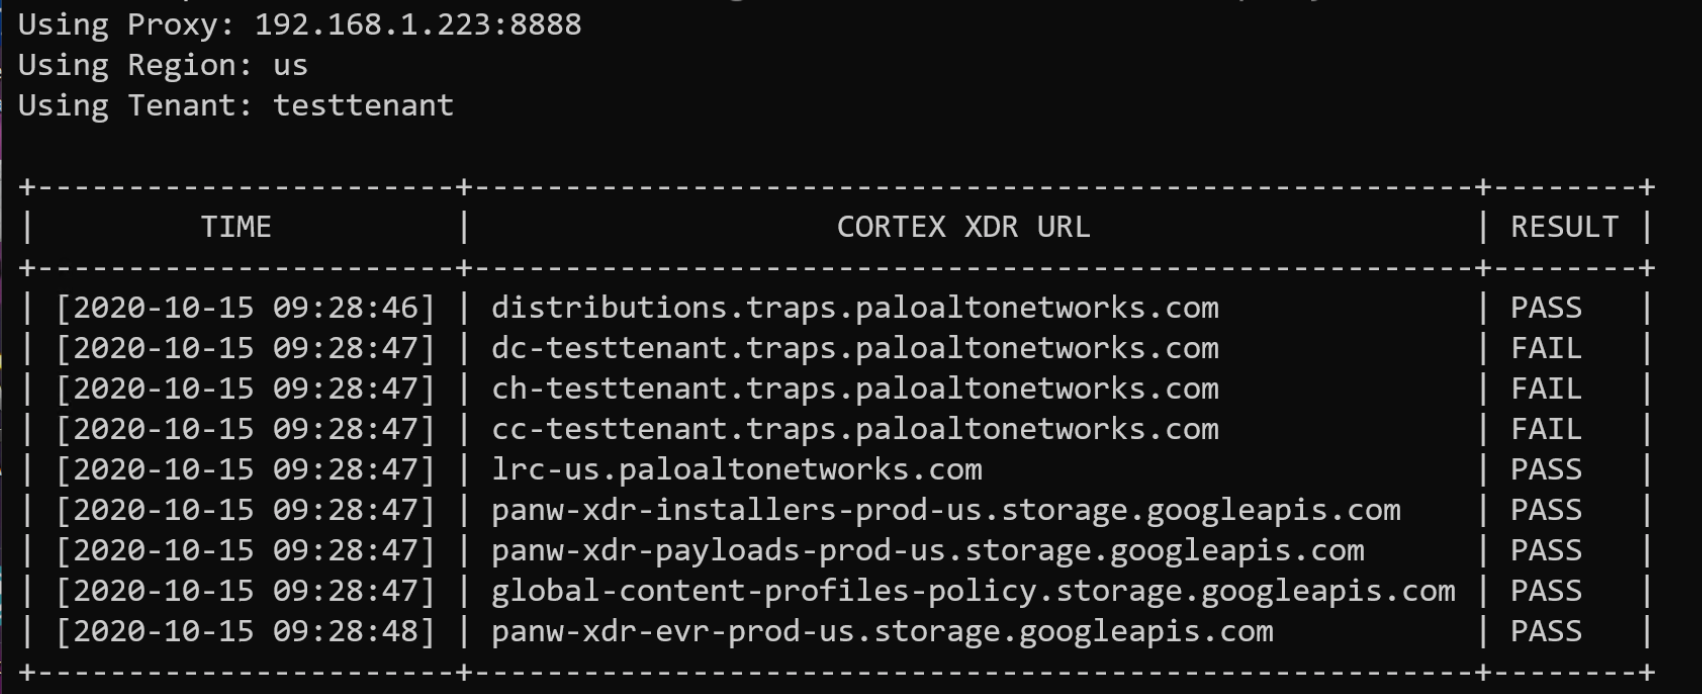 Using Proxy: 192.168.1.223:8888
Using Region: us
Using Tenant: testtenant
+-----------------------+-------------------------------------------------------+--------+
|         TIME          |                    CORTEX XDR URL                     | RESULT |
+-----------------------+-------------------------------------------------------+--------+
| [2020-10-15 09:28:46] | distributions.traps.paloaltonetworks.com              | PASS   |
| [2020-10-15 09:28:47] | dc-testtenant.traps.paloaltonetworks.com              | FAIL   |
| [2020-10-15 09:28:47] | ch-testtenant.traps.paloaltonetworks.com              | FAIL   |
| [2020-10-15 09:28:47] | cc-testtenant.traps.paloaltonetworks.com              | FAIL   |
| [2020-10-15 09:28:47] | lrc-us.paloaltonetworks.com                           | PASS   |
| [2020-10-15 09:28:47] | panw-xdr-installers-prod-us.storage.googleapis.com    | PASS   |
| [2020-10-15 09:28:47] | panw-xdr-payloads-prod-us.storage.googleapis.com      | PASS   |
| [2020-10-15 09:28:47] | global-content-profiles-policy.storage.googleapis.com | PASS   |
| [2020-10-15 09:28:48] | panw-xdr-evr-prod-us.storage.googleapis.com           | PASS   |
+-----------------------+-------------------------------------------------------+--------+